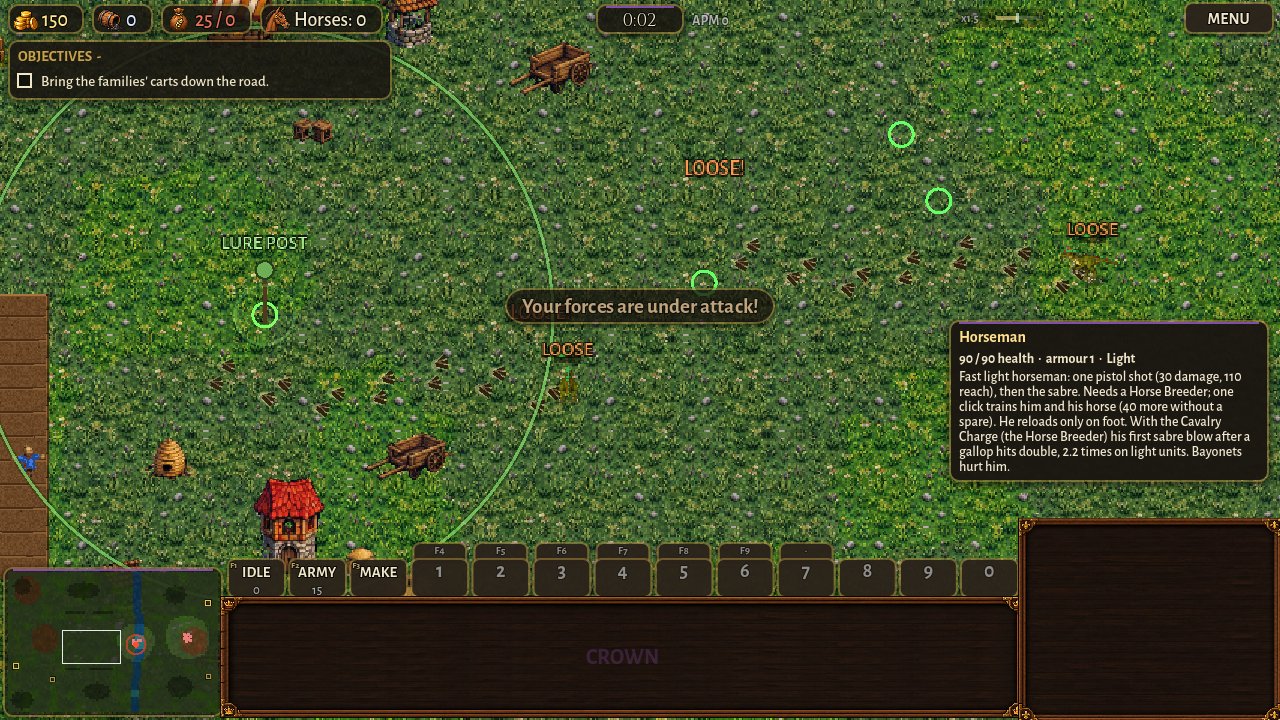 150
0
25 / 0
Horses: 0
0:02
APM 0
x1.5
MENU
OBJECTIVES -
Bring the families' carts down the road.
LOOSE!
LURE POST
LOOSE
Your forces are under attack!
LOOSE
Horseman
90 / 90 health · armour 1 · Light
Fast light horseman: one pistol shot (30 damage, 110
reach), then the sabre. Needs a Horse Breeder; one
click trains him and his horse (40 more without a
spare). He reloads only on foot. With the Cavalry
Charge (the Horse Breeder) his first sabre blow after a
gallop hits double, 2.2 times on light units. Bayonets
hurt him.
F1 IDLE 0
F2 ARMY 15
F3 MAKE
F4 1
F5 2
F6 3
F7 4
F8 5
F9 6
7
8
9
0
CROWN